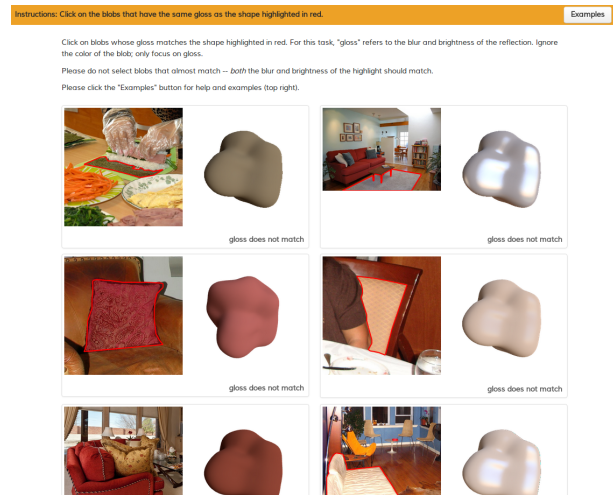 Instructions: Click on the blobs that have the same gloss as the shape highlighted in red.
Examples
Click on blobs whose gloss matches the shape highlighted in red. For this task, "gloss" refers to the blur and brightness of the reflection. Ignore
the color of the blob; only focus on gloss.
Please do not select blobs that almost match -- both the blur and brightness of the highlight should match.
Please click the "Examples" button for help and examples (top right).
gloss does not match
gloss does not match
gloss does not match
gloss does not match